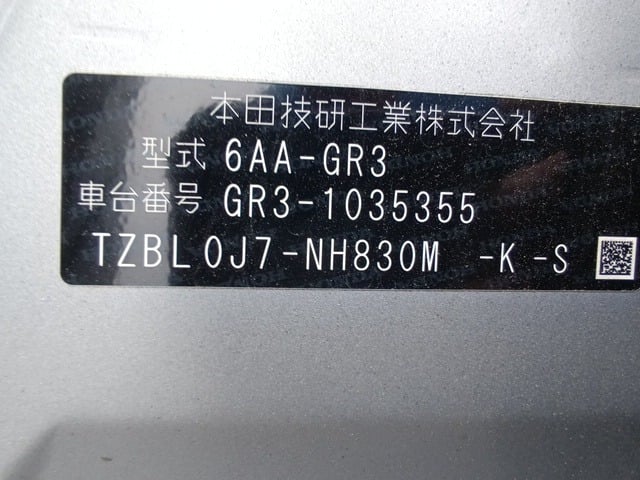 本田技研工業株式会社
型式 6AA-GR3
車台番号 GR3-1035355
TZBL0J7-NH830M -K -S